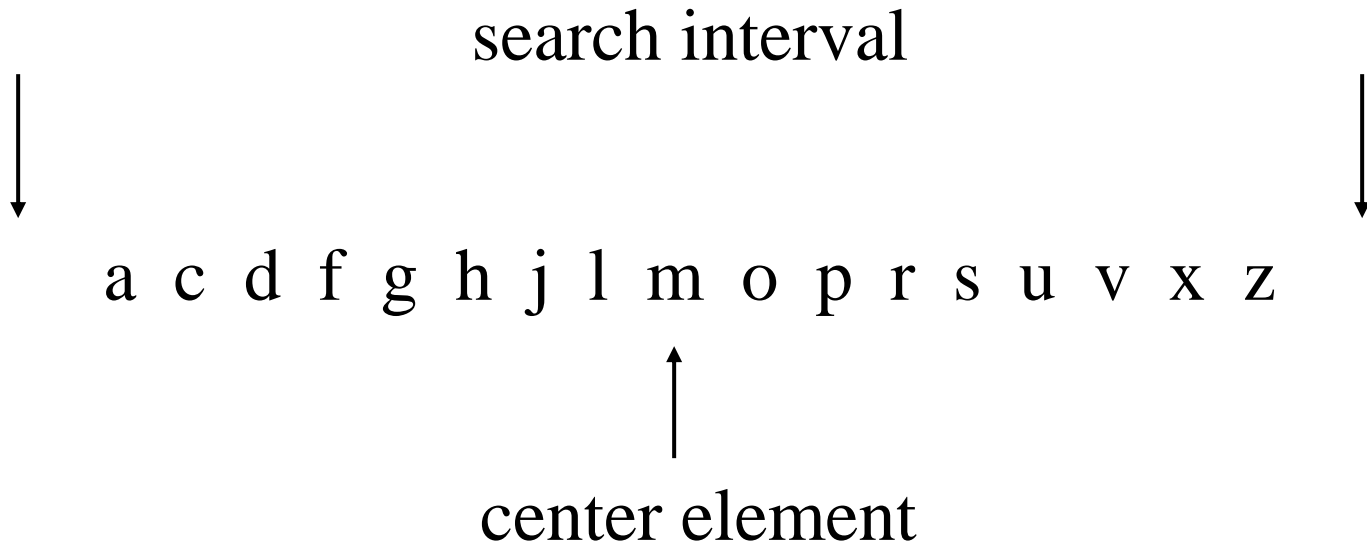 search interval
a c d f g h j l m o p r s u v x z
center element